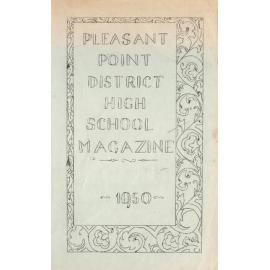 PLEASANT
POINT
DISTRICT
HIGH
SCHOOL
MAGAZINE
1950